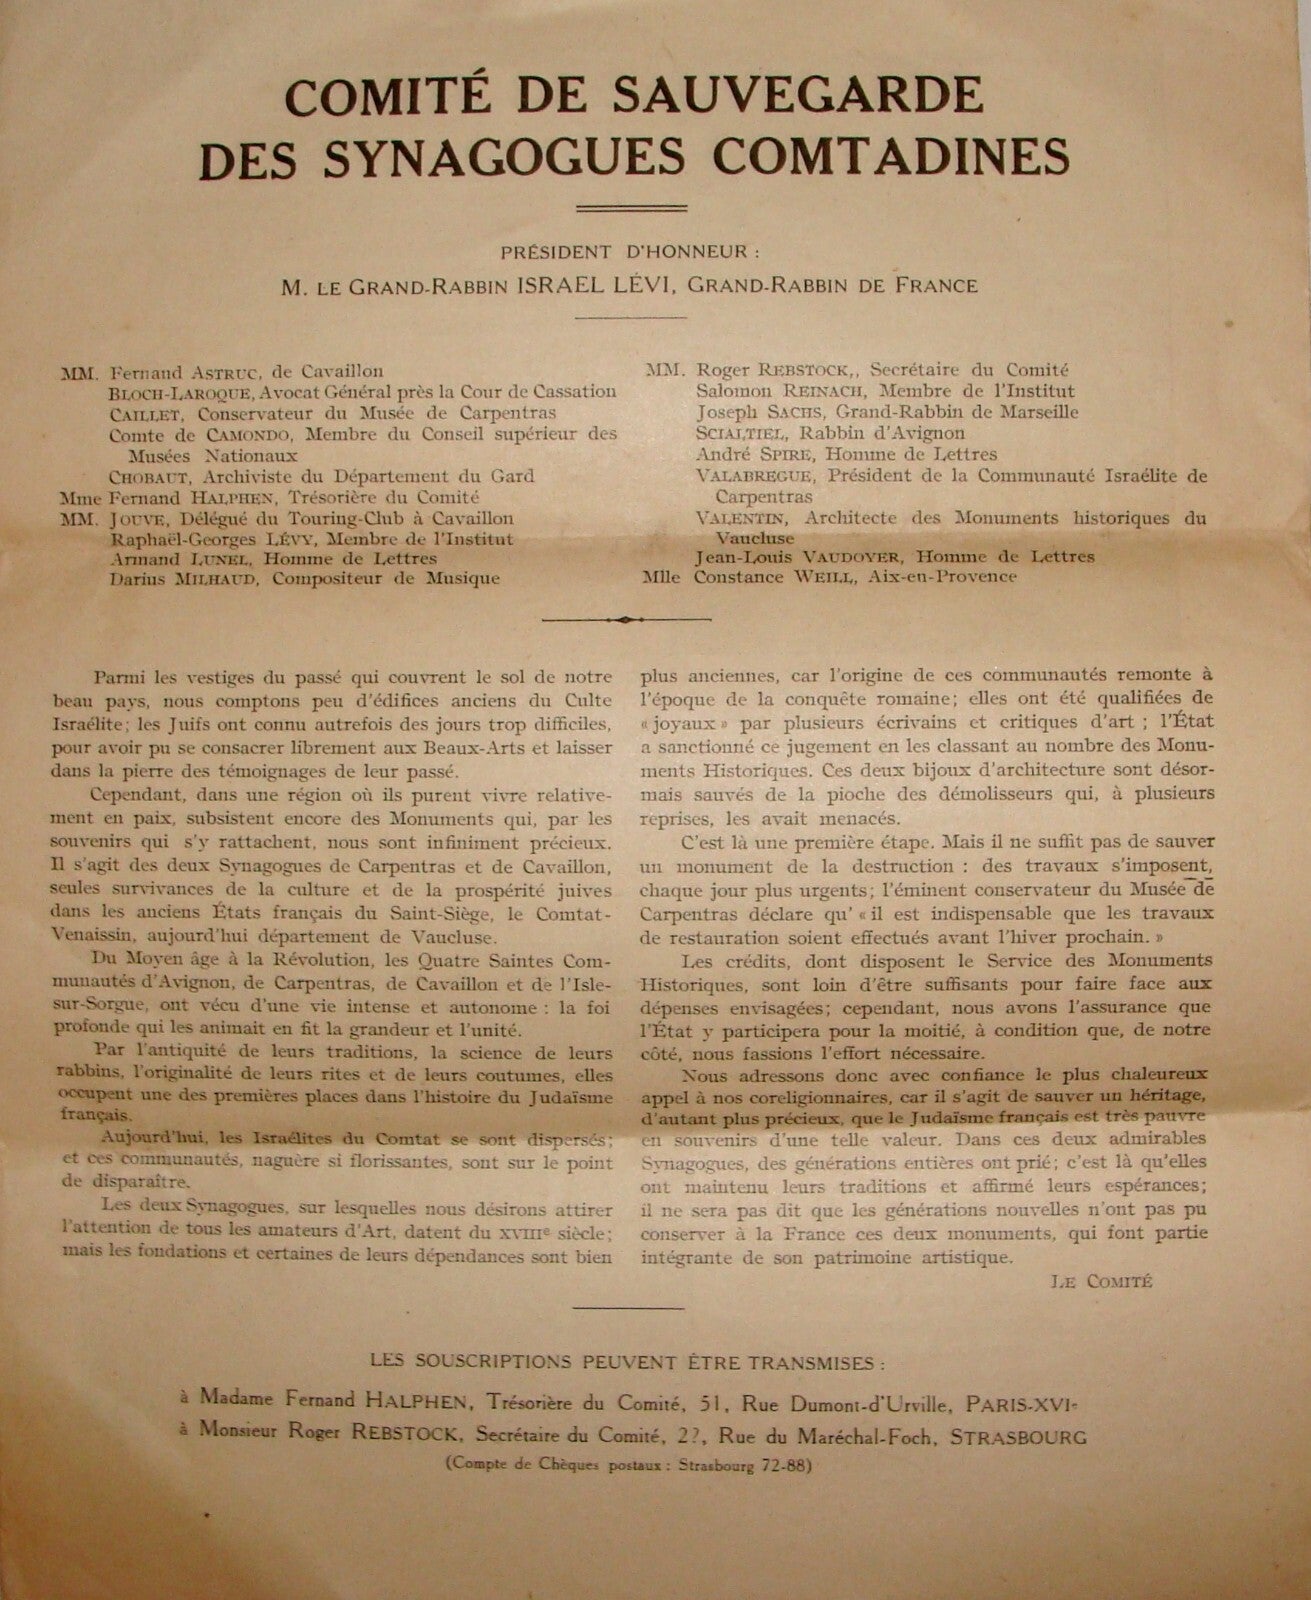 COMITÉ DE SAUVEGARDE
DES SYNAGOGUES COMTADINES
PRÉSIDENT D'HONNEUR :
M. LE GRAND-RABBIN ISRAEL LÉVI, GRAND-RABBIN DE FRANCE
MM. Fernand ASTRUC, de Cavaillon
BLOCH-LAROQUE, Avocat Général près la Cour de Cassation
CAILLET, Conservateur du Musée de Carpentras
Comte de CAMONDO, Membre du Conseil supérieur des
Musées Nationaux
CHOBAUT, Archiviste du Département du Gard
Mme Fernand HALPHEN, Trésorière du Comité
MM. JOUVE, Délégué du Touring-Club à Cavaillon
Raphaël-Georges LÉVY, Membre de l'Institut
Armand LUNEL, Homme de Lettres
Darius MILHAUD, Compositeur de Musique
MM. Roger REBSTOCK,, Secrétaire du Comité
Salomon REINACH, Membre de l'Institut
Joseph SACHS, Grand-Rabbin de Marseille
SCIALTIEL, Rabbin d'Avignon
André SPIRE, Homme de Lettres
VALABREGUE, Président de la Communauté Israélite de
Carpentras
VALENTIN, Architecte des Monuments historiques du
Vaucluse
Jean-Louis VAUDOYER, Homme de Lettres
Mlle Constance WEILL, Aix-en-Provence
Parmi les vestiges du passé qui couvrent le sol de notre
beau pays, nous comptons peu d'édifices anciens du Culte
Israélite; les Juifs ont connu autrefois des jours trop difficiles,
pour avoir pu se consacrer librement aux Beaux-Arts et laisser
dans la pierre des témoignages de leur passé.
Cependant, dans une région où ils purent vivre relative-
ment en paix, subsistent encore des Monuments qui, par les
souvenirs qui s'y rattachent, nous sont infiniment précieux.
Il s'agit des deux Synagogues de Carpentras et de Cavaillon,
seules survivances de la culture et de la prospérité juives
dans les anciens États français du Saint-Siège, le Comtat-
Venaissin, aujourd'hui département de Vaucluse.
Du Moyen âge à la Révolution, les Quatre Saintes Com-
munautés d'Avignon, de Carpentras, de Cavaillon et de l'Isle-
sur-Sorgue, ont vécu d'une vie intense et autonome : la foi
profonde qui les animait en fit la grandeur et l'unité.
Par l'antiquité de leurs traditions, la science de leurs
rabbins, l'originalité de leurs rites et de leurs coutumes, elles
occupent une des premières places dans l'histoire du Judaïsme
français.
Aujourd'hui, les Israélites du Comtat se sont dispersés;
et ces communautés, naguère si florissantes, sont sur le point
de disparaître.
Les deux Synagogues, sur lesquelles nous désirons attirer
l'attention de tous les amateurs d'Art, datent du XVIIIe siècle;
mais les fondations et certaines de leurs dépendances sont bien
plus anciennes, car l'origine de ces communautés remonte à
l'époque de la conquête romaine; elles ont été qualifiées de
« joyaux » par plusieurs écrivains et critiques d'art ; l'État
a sanctionné ce jugement en les classant au nombre des Monu-
ments Historiques. Ces deux bijoux d'architecture sont désor-
mais sauvés de la pioche des démolisseurs qui, à plusieurs
reprises, les avait menacés.
C'est là une première étape. Mais il ne suffit pas de sauver
un monument de la destruction : des travaux s'imposent,
chaque jour plus urgents; l'éminent conservateur du Musée de
Carpentras déclare qu' « il est indispensable que les travaux
de restauration soient effectués avant l'hiver prochain. »
Les crédits, dont disposent le Service des Monuments
Historiques, sont loin d'être suffisants pour faire face aux
dépenses envisagées; cependant, nous avons l'assurance que
l'État y participera pour la moitié, à condition que, de notre
côté, nous fassions l'effort nécessaire.
Nous adressons donc avec confiance le plus chaleureux
appel à nos coreligionnaires, car il s'agit de sauver un héritage,
d'autant plus précieux, que le Judaïsme français est très pauvre
en souvenirs d'une telle valeur. Dans ces deux admirables
Synagogues, des générations entières ont prié; c'est là qu'elles
ont maintenu leurs traditions et affirmé leurs espérances;
il ne sera pas dit que les générations nouvelles n'ont pas pu
conserver à la France ces deux monuments, qui font partie
intégrante de son patrimoine artistique.
LE COMITÉ
LES SOUSCRIPTIONS PEUVENT ÊTRE TRANSMISES :
à Madame Fernand HALPHEN, Trésorière du Comité, 51, Rue Dumont-d'Urville, PARIS-XVIe
à Monsieur Roger REBSTOCK, Secrétaire du Comité, Rue du Maréchal-Foch, STRASBOURG
(Compte de Chèques postaux : Strasbourg 72-88)